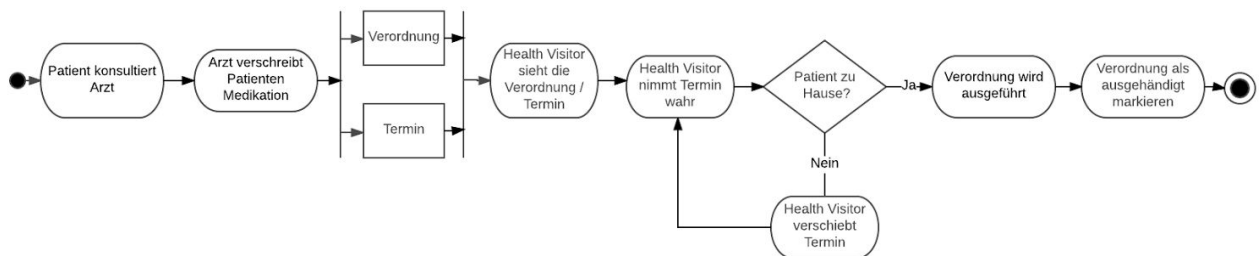 Patient konsultiert
Arzt
Arzt verschreibt
Patienten
Medikation
Verordnung
Termin
Health Visitor
sieht die
Verordnung /
Termin
Health Visitor
nimmt Termin
wahr
Patient zu
Hause?
Ja
Nein
Health Visitor
verschiebt
Termin
Verordnung wird
ausgeführt
Verordnung als
ausgehändigt
markieren